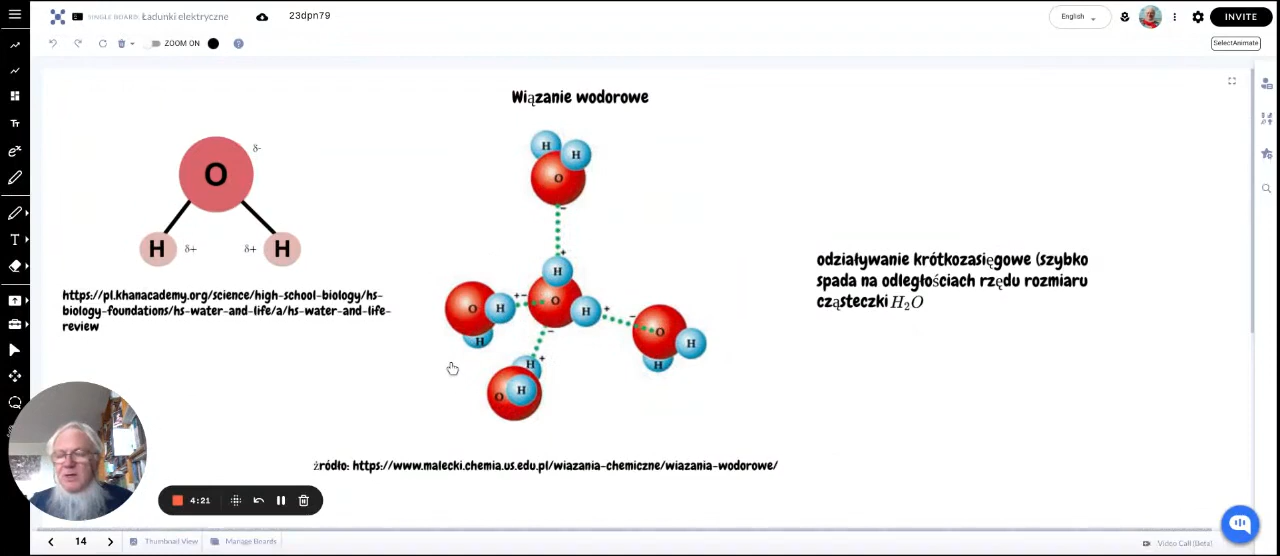 SINGLE BOARD: Ładunki elektryczne
23dpn79
English
INVITE
ZOOM ON
SelectAnimate
Wiązanie wodorowe
O
δ-
H
δ+
δ+
H
H
H
O
−
+
H
O
H
+
−
O
H
+
−
O
H
H
−
H
+
H
O
H
odziaływanie krótkozasięgowe (szybko
spada na odległościach rzędu rozmiaru
cząsteczki H₂O
https://pl.khanacademy.org/science/high-school-biology/hs-
biology-foundations/hs-water-and-life/a/hs-water-and-life-
review
żródło: https://www.malecki.chemia.us.edu.pl/wiazania-chemiczne/wiazania-wodorowe/
4:21
14
Thumbnail View
Manage Boards
Video Call (Beta)